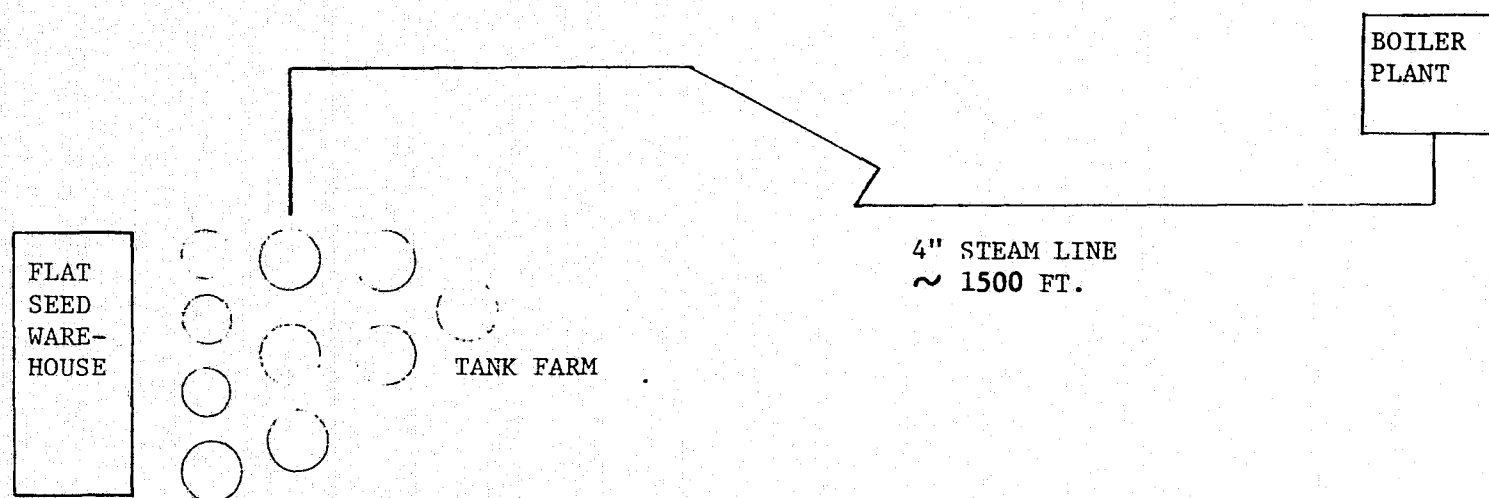 BOILER
PLANT
4" STEAM LINE
~ 1500 FT.
FLAT
SEED
WARE-
HOUSE
TANK FARM